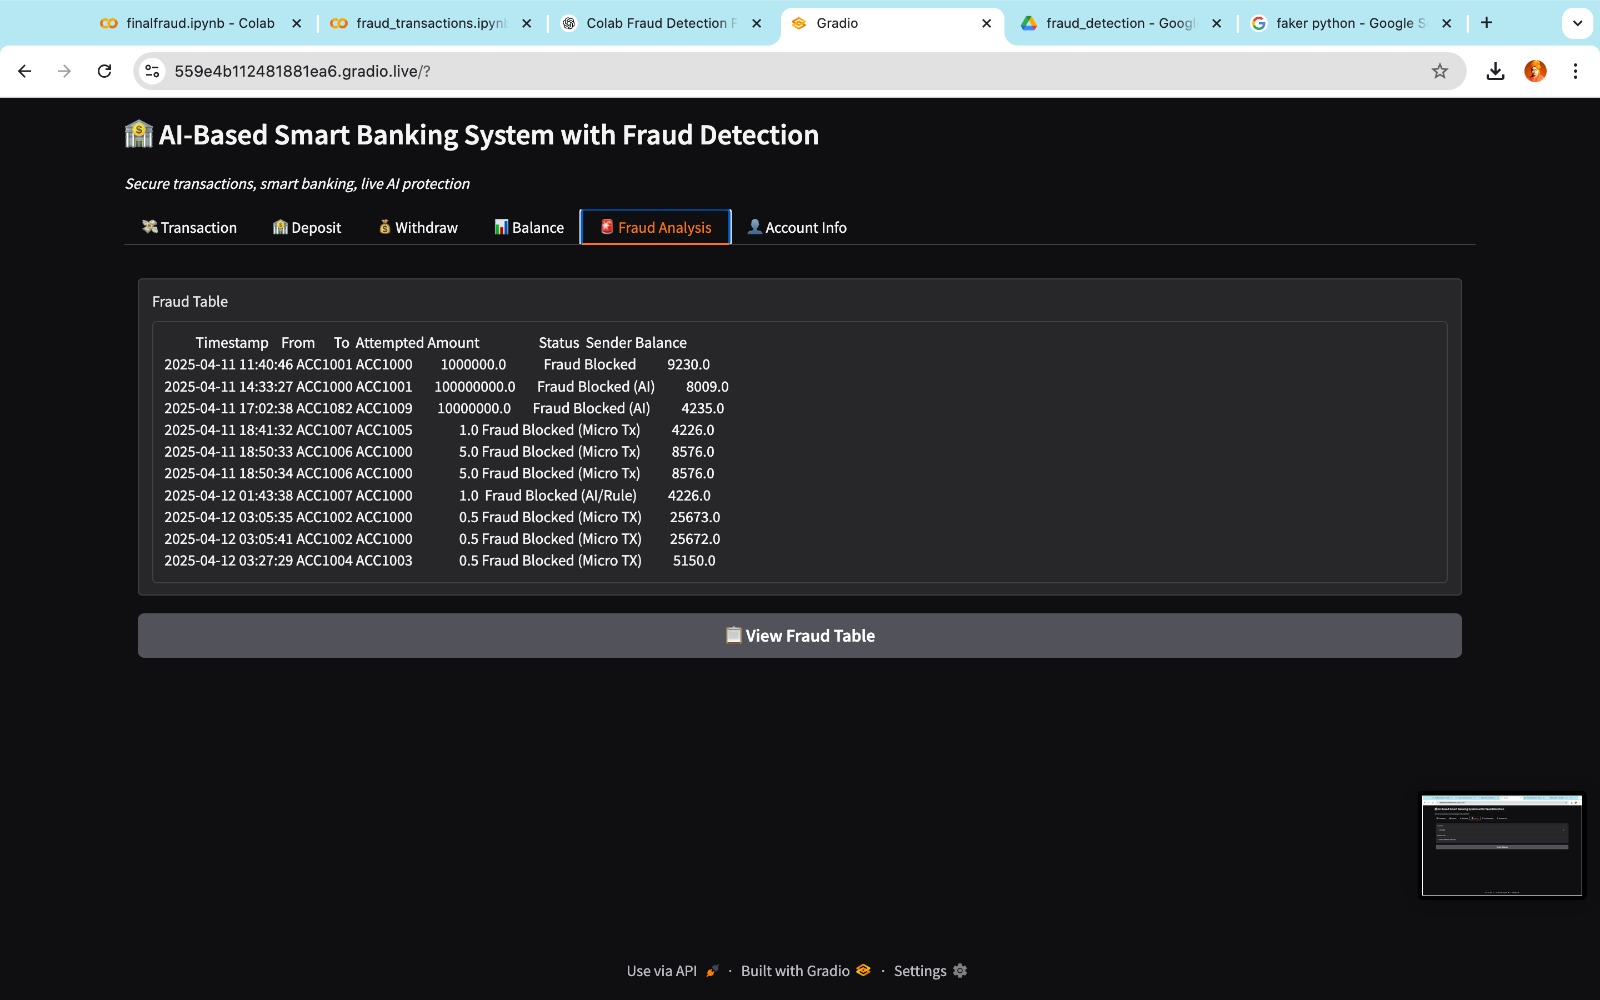 finalfraud.ipynb - Colab
fraud_transactions.ipynb
Colab Fraud Detection
Gradio
fraud_detection - Googl
faker python - Google S
559e4b112481881ea6.gradio.live/?
AI-Based Smart Banking System with Fraud Detection
Secure transactions, smart banking, live AI protection
Transaction Deposit Withdraw Balance Fraud Analysis Account Info
Fraud Table
Timestamp From To Attempted Amount Status Sender Balance
2025-04-11 11:40:46 ACC1001 ACC1000 1000000.0 Fraud Blocked 9230.0
2025-04-11 14:33:27 ACC1000 ACC1001 100000000.0 Fraud Blocked (AI) 8009.0
2025-04-11 17:02:38 ACC1082 ACC1009 10000000.0 Fraud Blocked (AI) 4235.0
2025-04-11 18:41:32 ACC1007 ACC1005 1.0 Fraud Blocked (Micro Tx) 4226.0
2025-04-11 18:50:33 ACC1006 ACC1000 5.0 Fraud Blocked (Micro Tx) 8576.0
2025-04-11 18:50:34 ACC1006 ACC1000 5.0 Fraud Blocked (Micro Tx) 8576.0
2025-04-12 01:43:38 ACC1007 ACC1000 1.0 Fraud Blocked (AI/Rule) 4226.0
2025-04-12 03:05:35 ACC1002 ACC1000 0.5 Fraud Blocked (Micro TX) 25673.0
2025-04-12 03:05:41 ACC1002 ACC1000 0.5 Fraud Blocked (Micro TX) 25672.0
2025-04-12 03:27:29 ACC1004 ACC1003 0.5 Fraud Blocked (Micro TX) 5150.0
View Fraud Table
Use via API · Built with Gradio · Settings